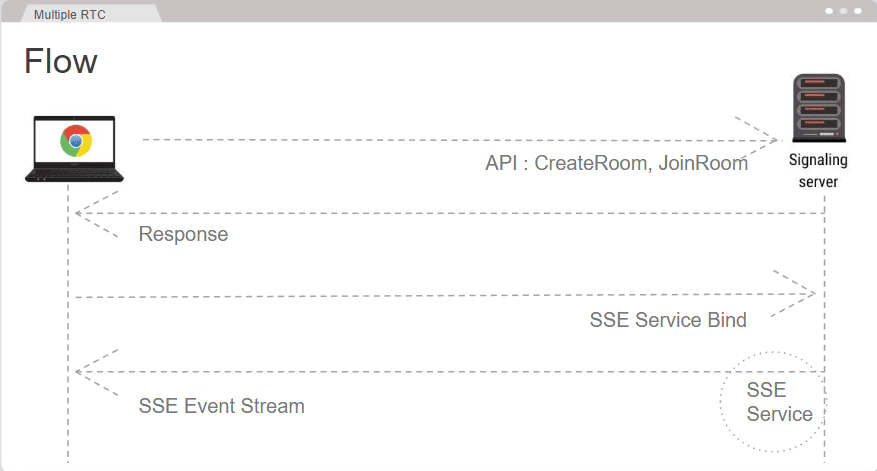 Multiple RTC
Flow
API : CreateRoom, JoinRoom
Signaling
server
Response
SSE Service Bind
SSE Event Stream
SSE
Service